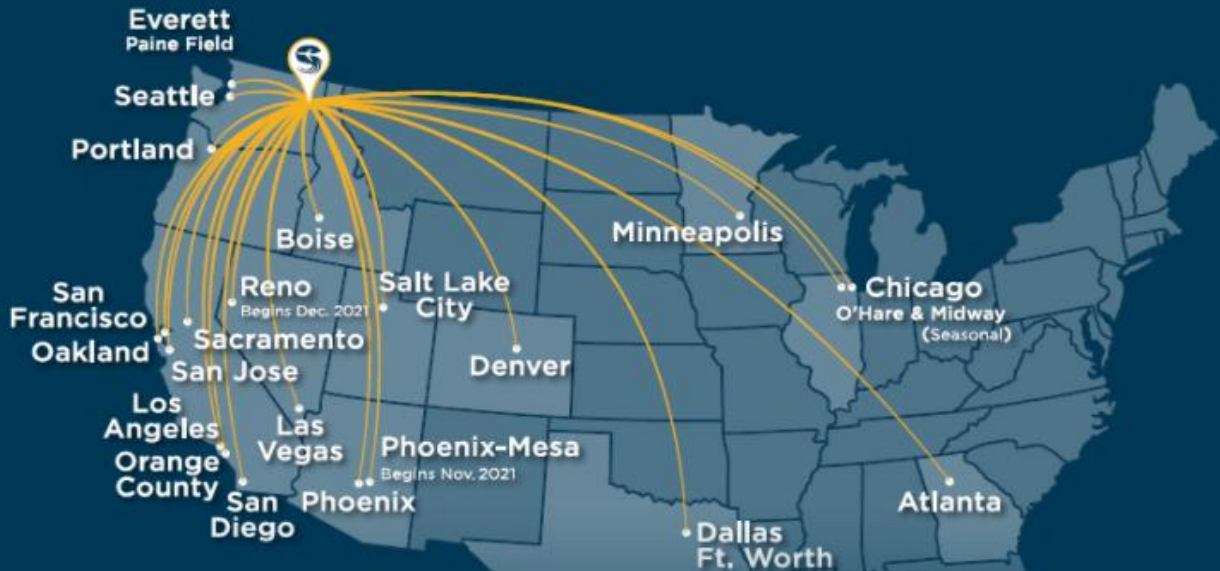 Everett
Paine Field
Seattle
Portland
Boise
Minneapolis
Reno
Begins Dec. 2021
Salt Lake
City
San
Francisco
Oakland
Sacramento
San Jose
Chicago
O'Hare & Midway
(Seasonal)
Denver
Los
Angeles
Orange
County
Las
Vegas
Phoenix-Mesa
Begins Nov. 2021
San
Diego
Phoenix
Atlanta
Dallas
Ft. Worth